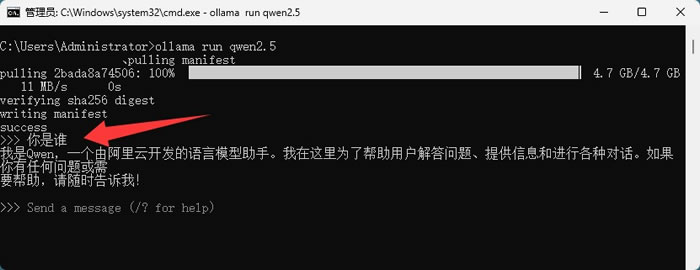 管理员: C:\Windows\system32\cmd.exe - ollama  run qwen2.5
C:\Users\Administrator>ollama run qwen2.5
、pulling manifest
pulling 2bada8a74506: 100% 4.7 GB/4.7 GB
11 MB/s 0s
verifying sha256 digest
writing manifest
success
>>> 你是谁
我是Qwen，一个由阿里云开发的语言模型助手。我在这里为了帮助用户解答问题、提供信息和进行各种对话。如果
你有任何问题或需
要帮助，请随时告诉我！
>>> Send a message (/? for help)